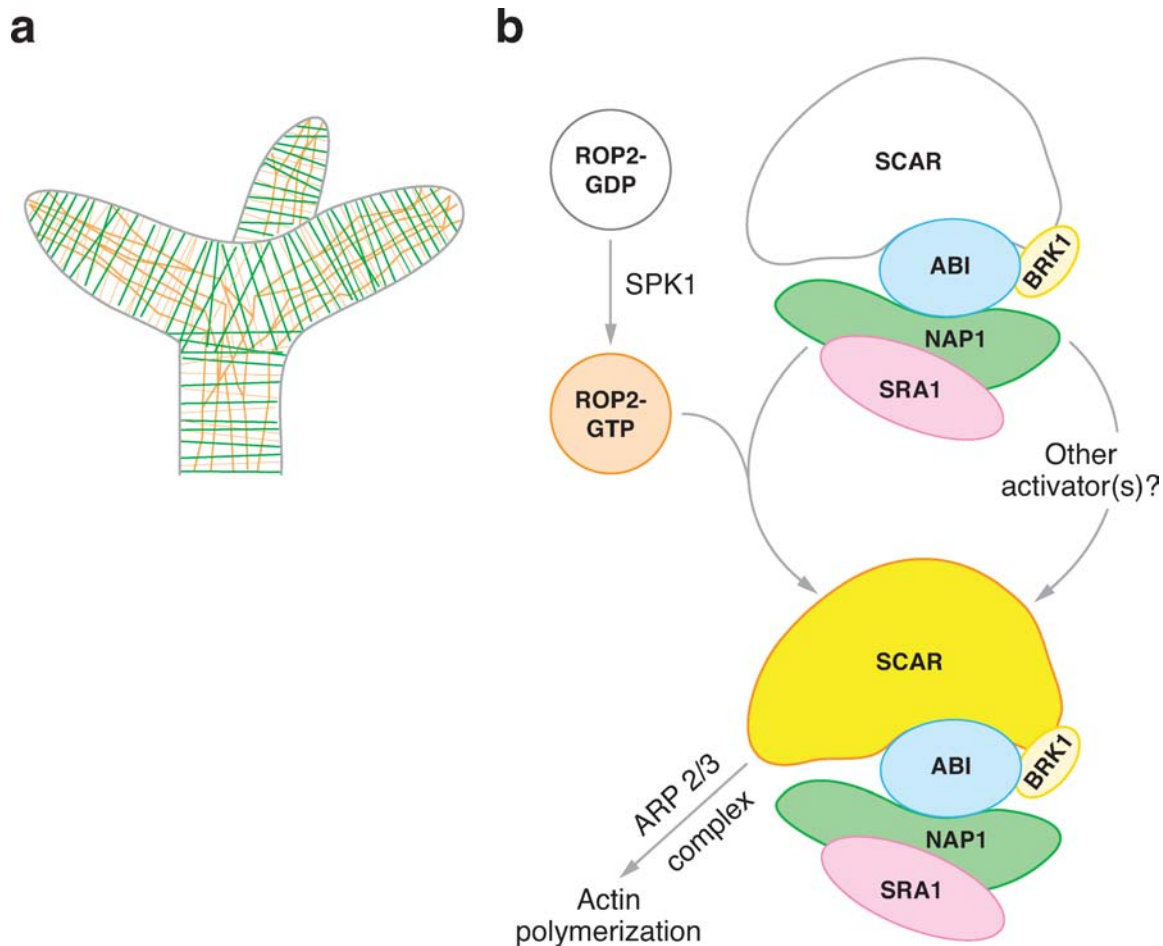 a
b
ROP2-
GDP
SPK1
ROP2-
GTP
SCAR
ABI
BRK1
NAP1
SRA1
Other
activator(s)?
SCAR
ABI
BRK1
NAP1
SRA1
ARP 2/3
complex
Actin
polymerization